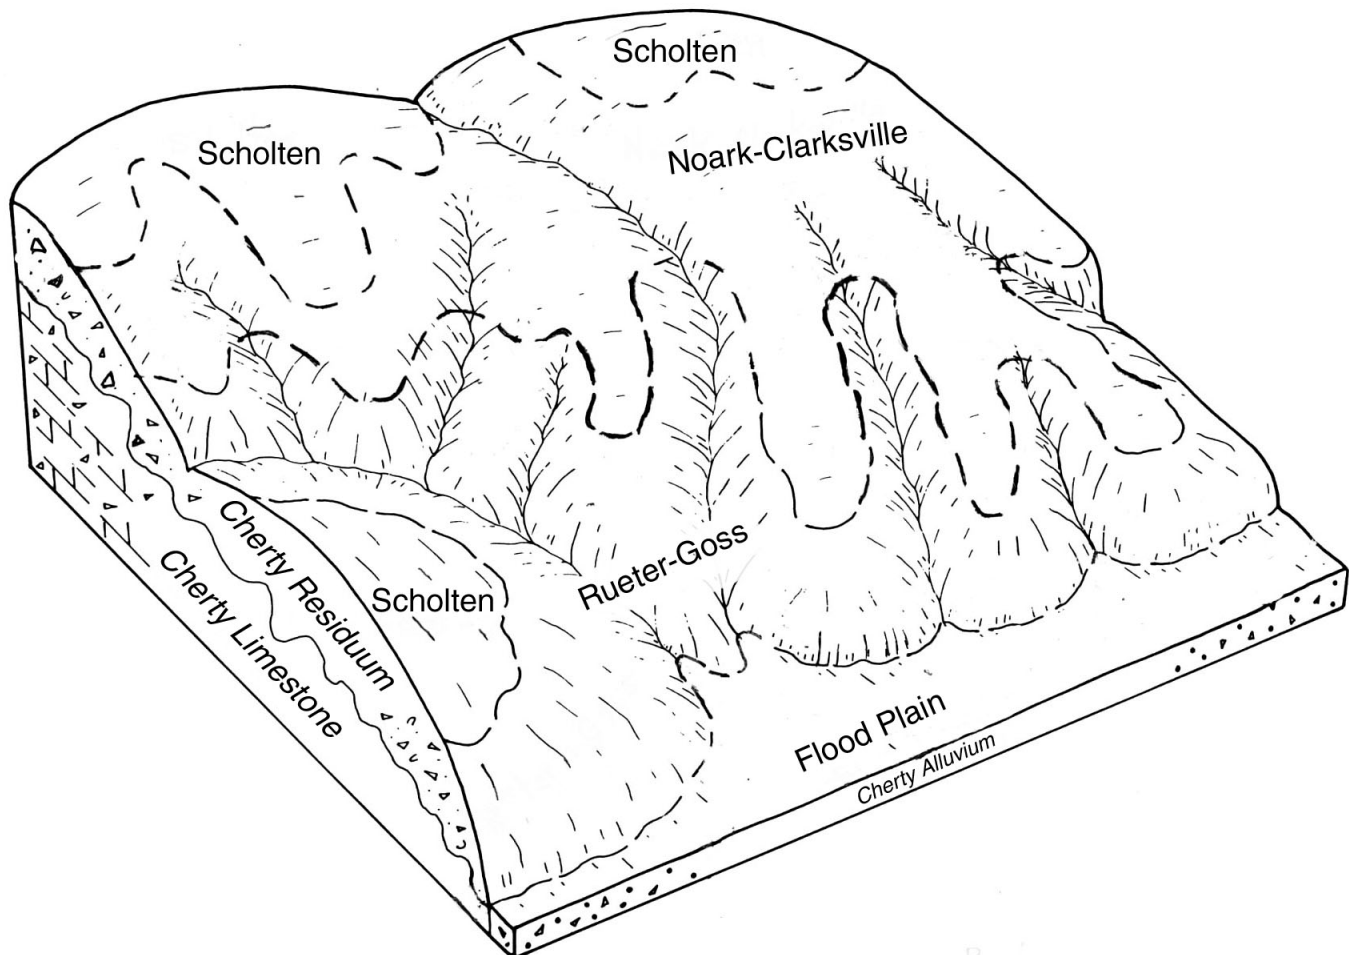 Scholten
Scholten
Noark-Clarksville
Rueter-Goss
Scholten
Cherty Residuum
Cherty Limestone
Flood Plain
Cherty Alluvium